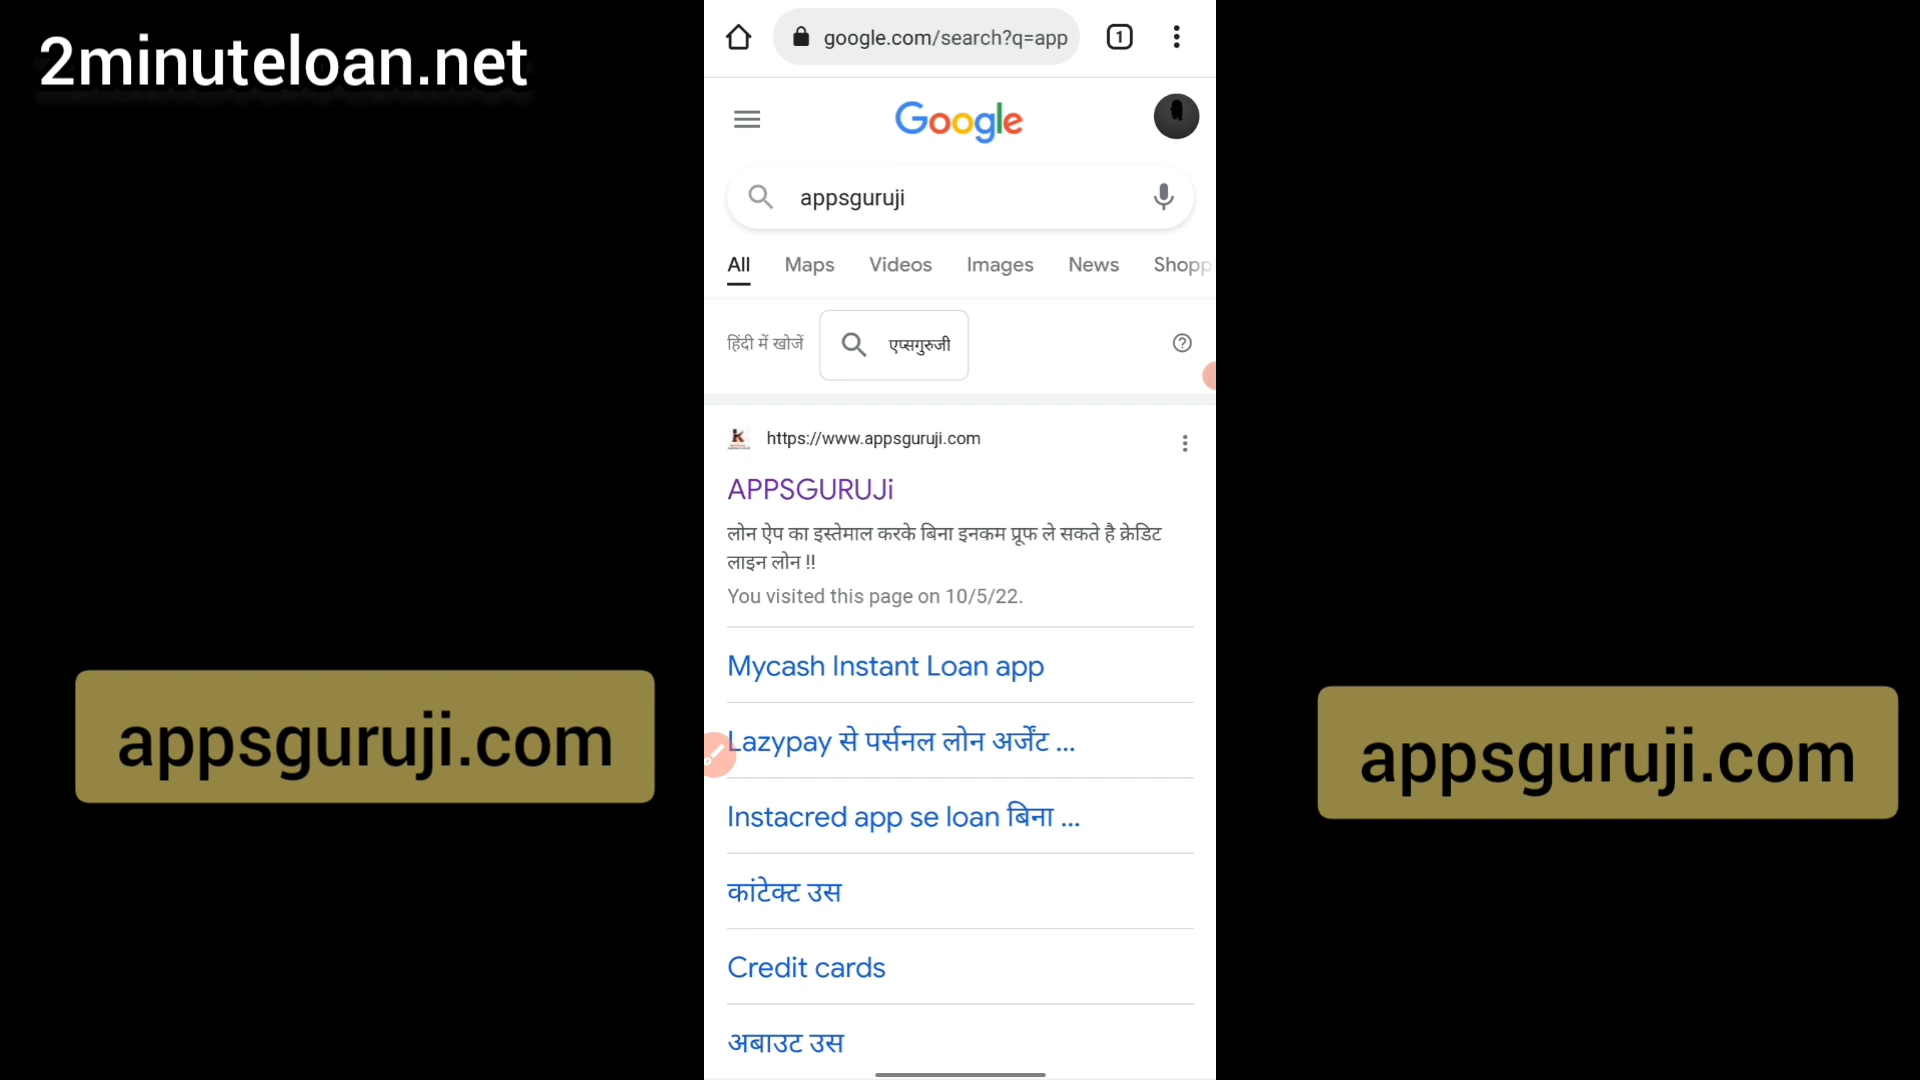 2minuteloan.net
google.com/search?q=app
1
Google
appsguruji
All Maps Videos Images News Shopp
हिंदी में खोजें एप्सगुरुजी
https://www.appsguruji.com
APPSGURUJi
लोन ऐप का इस्तेमाल करके बिना इनकम प्रूफ ले सकते है क्रेडिट
लाइन लोन !!
You visited this page on 10/5/22.
Mycash Instant Loan app
Lazypay से पर्सनल लोन अर्जेंट ...
Instacred app se loan बिना ...
कांटेक्ट उस
Credit cards
अबाउट उस
appsguruji.com
appsguruji.com